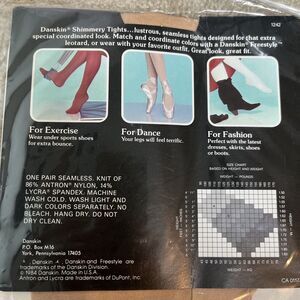 1242
Danskin® Shimmery Tights...lustrous, seamless tights designed for that extra
special coordinated look. Match and coordinate colors with a Danskin® Freestyle™
leotard, or wear with your favorite outfit. Great look, great fit.
For Exercise
Wear under sports shoes
for extra bounce.
For Dance
Your legs will feel terrific.
For Fashion
Perfect with the latest
dresses, skirts, shoes
or boots.
SIZE CHART
BASED ON HEIGHT AND WEIGHT
WEIGHT — POUNDS
ONE PAIR SEAMLESS. KNIT OF
86% ANTRON® NYLON, 14%
LYCRA® SPANDEX. MACHINE
WASH COLD. WASH LIGHT AND
DARK COLORS SEPARATELY. NO
BLEACH. HANG DRY. DO NOT
DRY CLEAN.
Danskin
P.O. Box M16
York, Pennsylvania 17405
Danskin, Danskin and Freestyle are
trademarks of the Danskin Division.
© 1984 Danskin. Made in U.S.A.
Antron and Lycra are trademarks of DuPont, Inc.
WEIGHT — KG